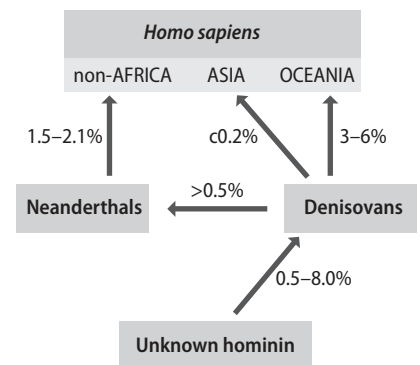 Homo sapiens
non-AFRICA ASIA OCEANIA
1.5–2.1% c0.2% 3–6%
>0.5%
Neanderthals Denisovans
0.5–8.0%
Unknown hominin